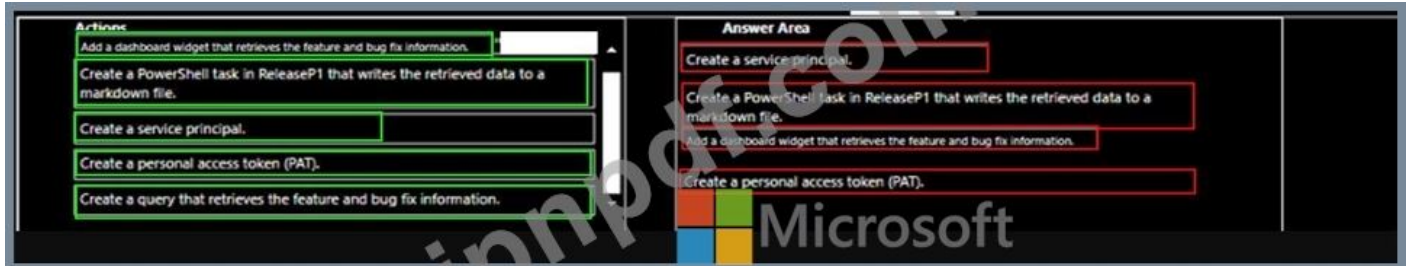 Actions
Add a dashboard widget that retrieves the feature and bug fix information.
Create a PowerShell task in ReleaseP1 that writes the retrieved data to a
markdown file.
Create a service principal.
Create a personal access token (PAT).
Create a query that retrieves the feature and bug fix information.
Answer Area
Create a service principal.
Create a PowerShell task in ReleaseP1 that writes the retrieved data to a
markdown file.
Add a dashboard widget that retrieves the feature and bug fix information.
Create a personal access token (PAT).
Microsoft